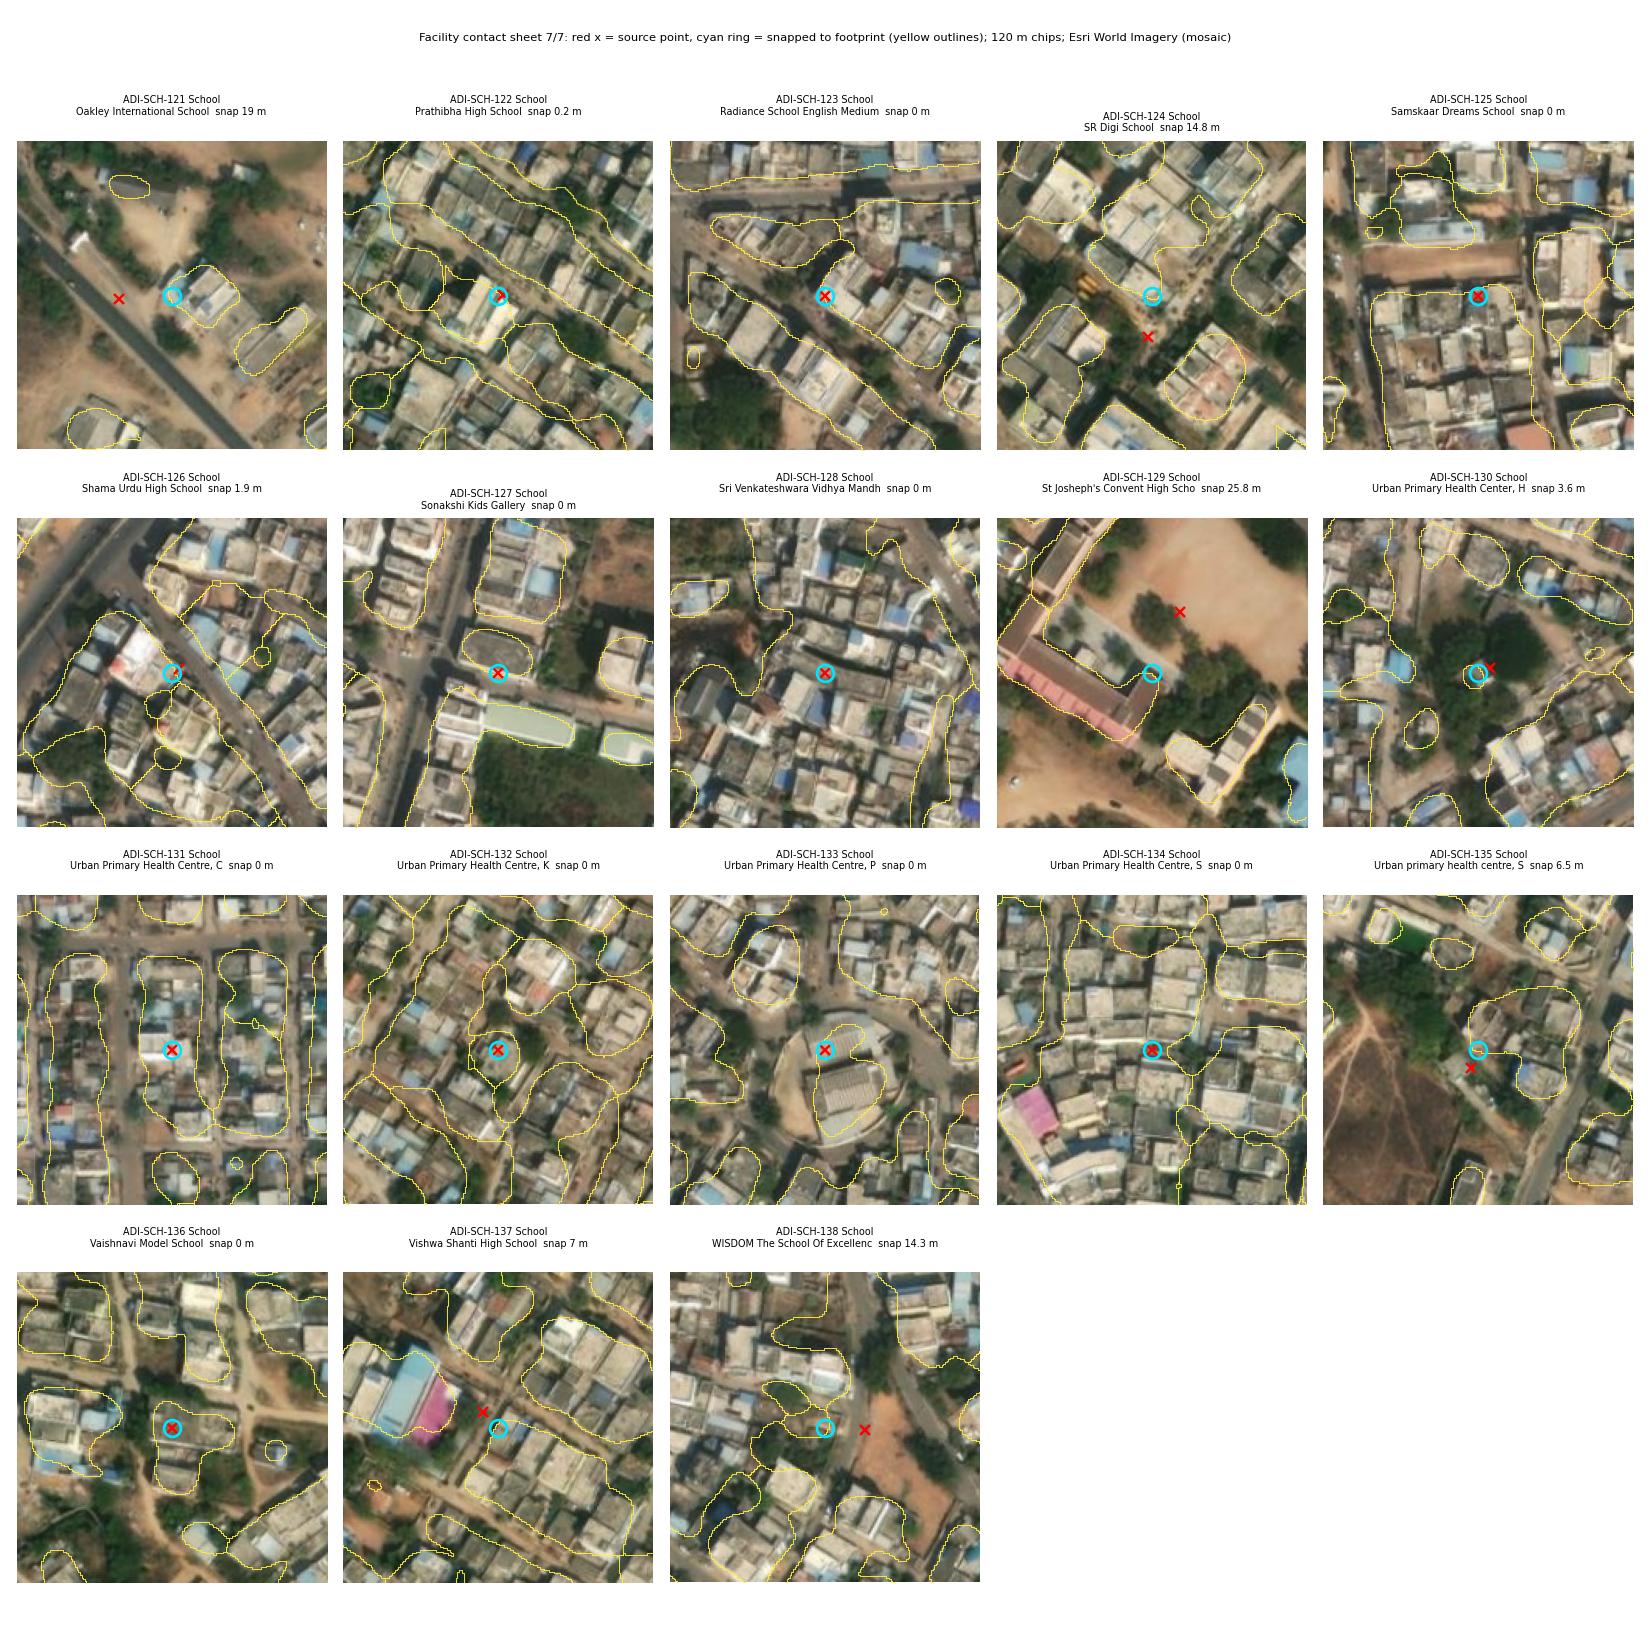 Facility contact sheet 7/7: red x = source point, cyan ring = snapped to footprint (yellow outlines); 120 m chips; Esri World Imagery (mosaic)
ADI-SCH-121 School
Oakley International School  snap 19 m
ADI-SCH-122 School
Prathibha High School  snap 0.2 m
ADI-SCH-123 School
Radiance School English Medium  snap 0 m
ADI-SCH-124 School
SR Digi School  snap 14.8 m
ADI-SCH-125 School
Samskaar Dreams School  snap 0 m
ADI-SCH-126 School
Shama Urdu High School  snap 1.9 m
ADI-SCH-127 School
Sonakshi Kids Gallery  snap 0 m
ADI-SCH-128 School
Sri Venkateshwara Vidhya Mandh  snap 0 m
ADI-SCH-129 School
St Josheph's Convent High Scho  snap 25.8 m
ADI-SCH-130 School
Urban Primary Health Center, H  snap 3.6 m
ADI-SCH-131 School
Urban Primary Health Centre, C  snap 0 m
ADI-SCH-132 School
Urban Primary Health Centre, K  snap 0 m
ADI-SCH-133 School
Urban Primary Health Centre, P  snap 0 m
ADI-SCH-134 School
Urban Primary Health Centre, S  snap 0 m
ADI-SCH-135 School
Urban primary health centre, S  snap 6.5 m
ADI-SCH-136 School
Vaishnavi Model School  snap 0 m
ADI-SCH-137 School
Vishwa Shanti High School  snap 7 m
ADI-SCH-138 School
WISDOM The School Of Excellenc  snap 14.3 m